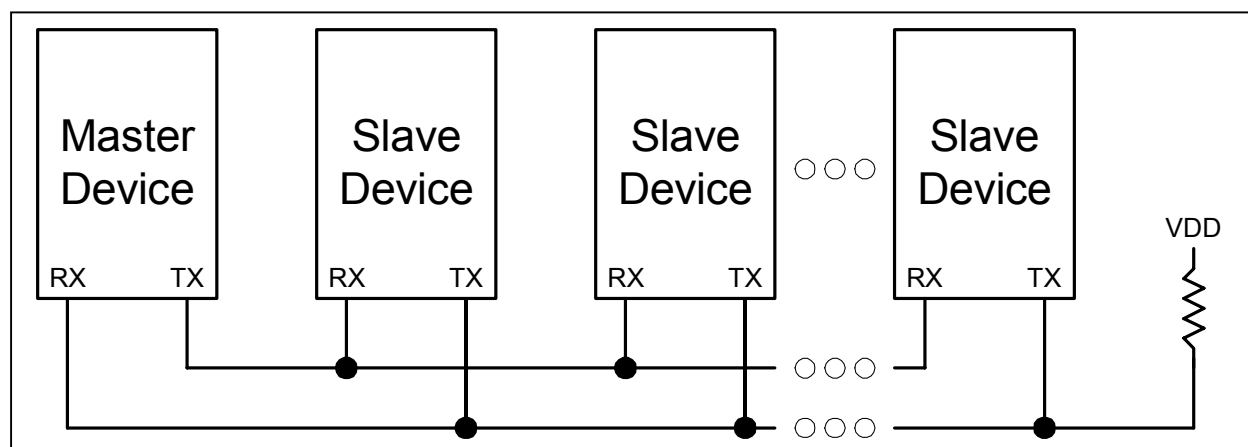 Master
Device
Slave
Device
Slave
Device
Slave
Device
VDD
RX TX
RX TX
RX TX
RX TX